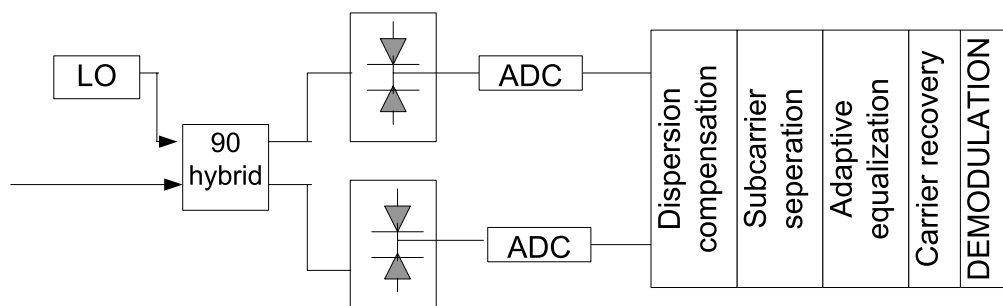 LO
90
hybrid
ADC
ADC
Dispersion
compensation
Subcarrier
seperation
Adaptive
equalization
Carrier recovery
DEMODULATION